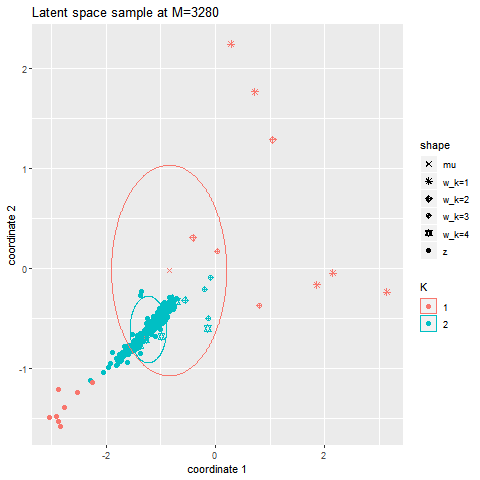 Latent space sample at M=3280
coordinate 2
2
1
0
-1
-2
0
2
coordinate 1
shape
mu
w_k=1
w_k=2
w_k=3
w_k=4
z
K
1
2